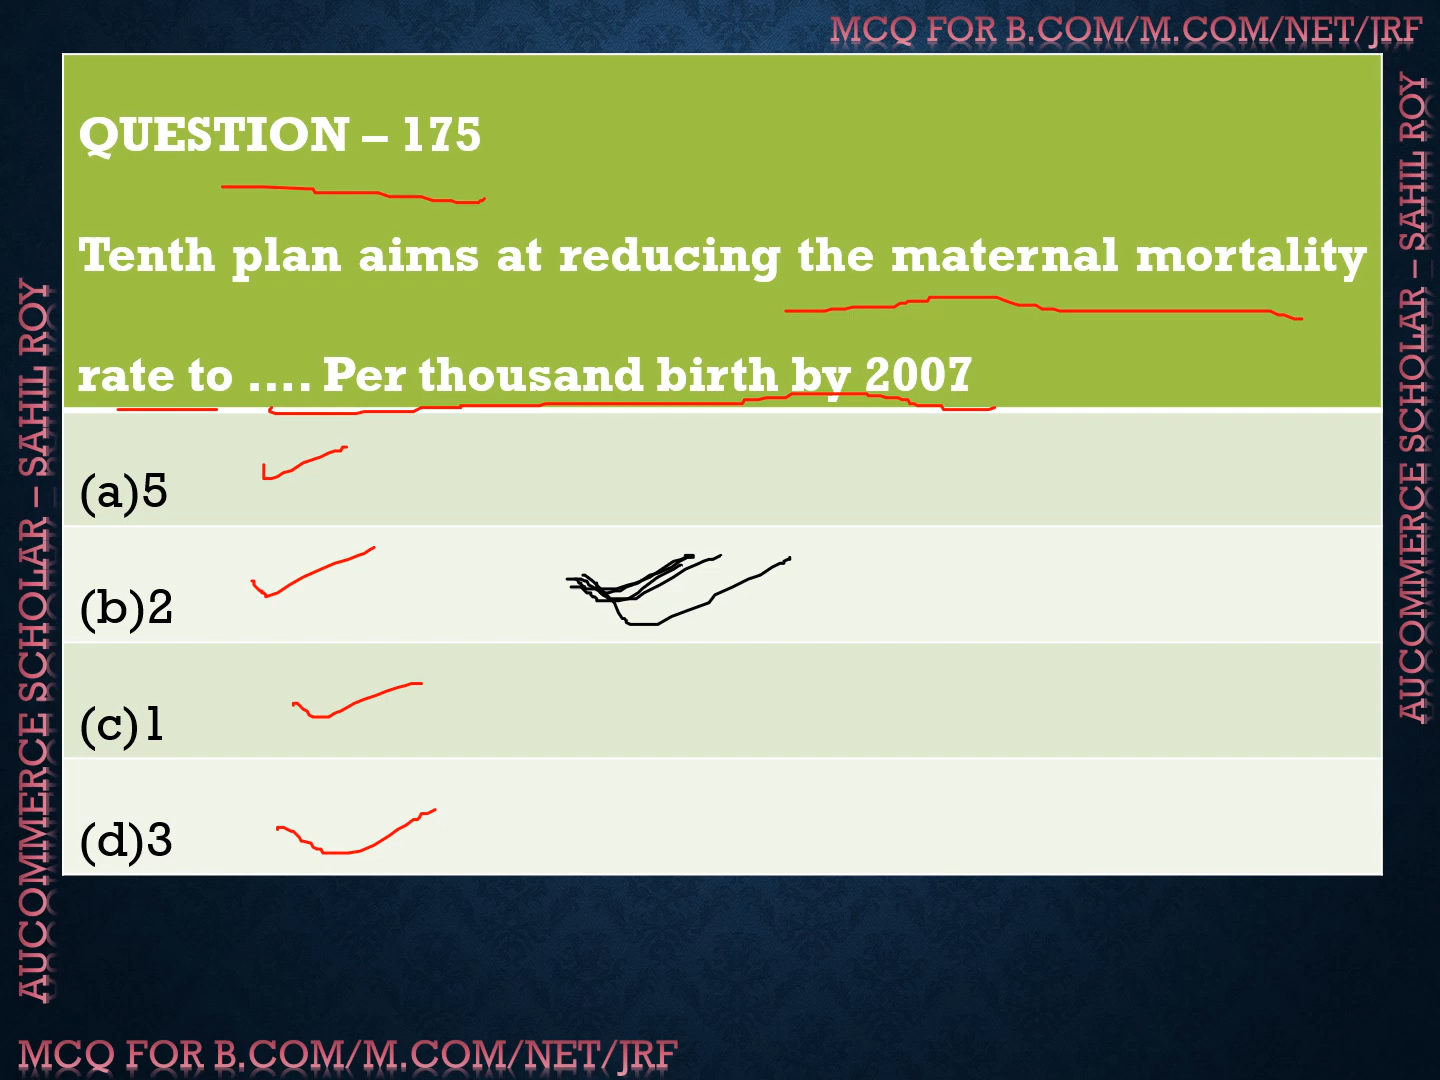 MCQ FOR B.COM/M.COM/NET/JRF
QUESTION – 175
Tenth plan aims at reducing the maternal mortality
rate to .... Per thousand birth by 2007
(a)5
(b)2
(c)1
(d)3
AUCOMMERCE SCHOLAR – SAHIL ROY
AUCOMMERCE SCHOLAR – SAHIL ROY
MCQ FOR B.COM/M.COM/NET/JRF